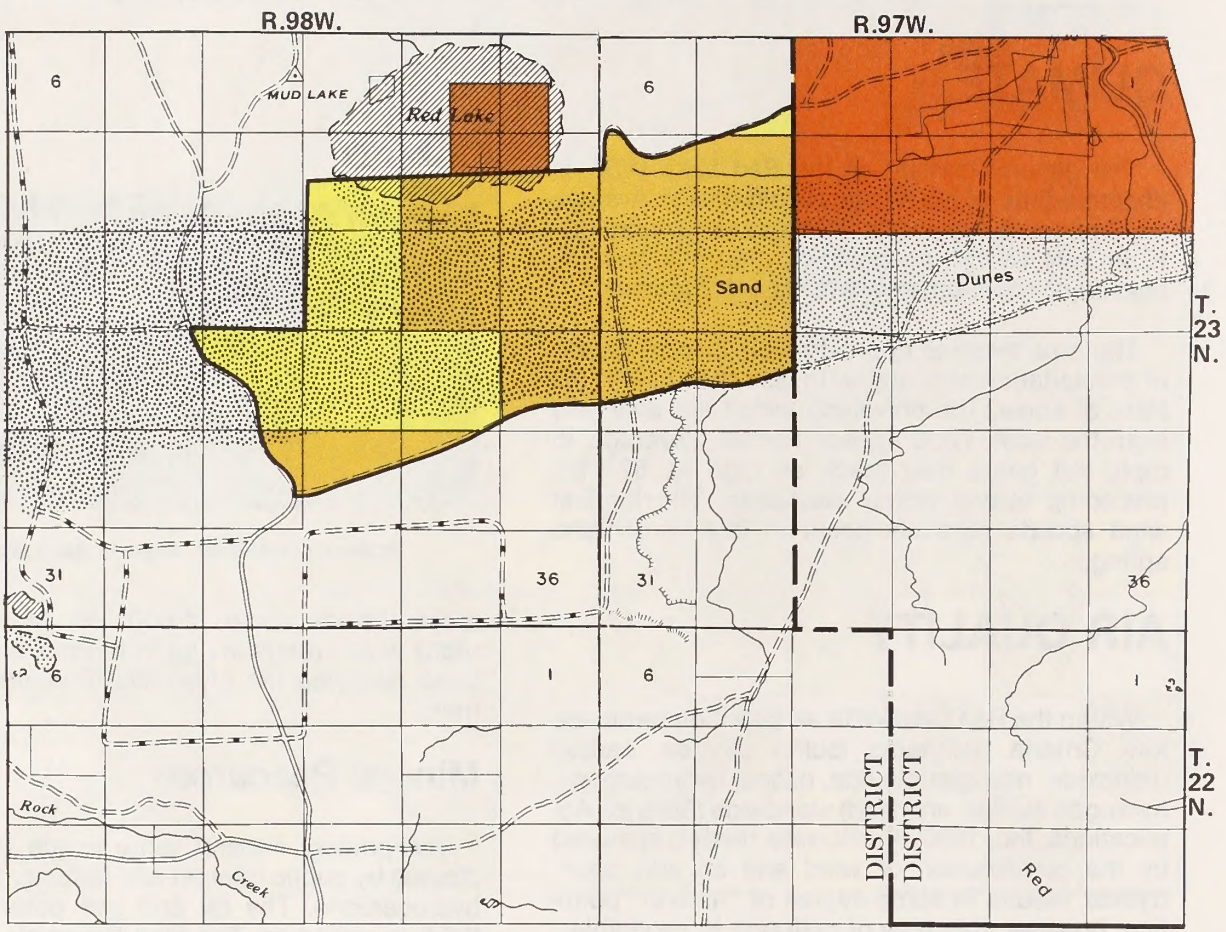 R.98W.
R.97W.
6
MUD LAKE
Red Lake
6
1
Sand
Dunes
T.
23
N.
31
36
31
36
6
1
6
1
T.
22
N.
DISTRICT
DISTRICT
Rock
Creek
Red